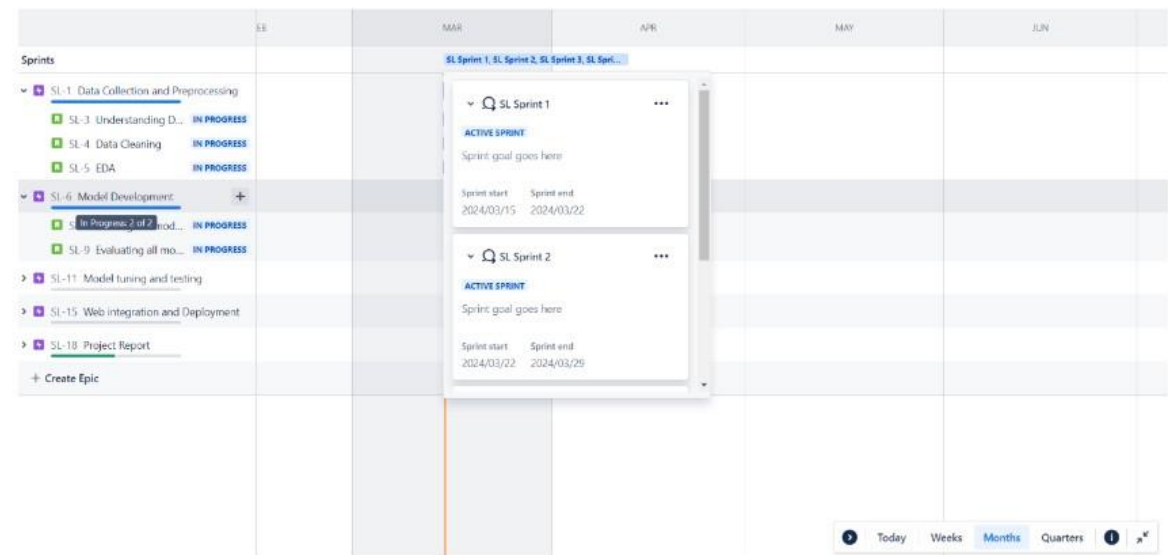 MAR APR MAY JUN
Sprints
SL Sprint 1, SL Sprint 2, SL Sprint 3, SL Spri...
SL-1 Data Collection and Preprocessing
SL-3 Understanding D... IN PROGRESS
SL-4 Data Cleaning IN PROGRESS
SL-5 EDA IN PROGRESS
SL-6 Model Development
In Progress: 2 of 2
IN PROGRESS
SL-9 Evaluating all mo... IN PROGRESS
SL-11 Model tuning and testing
SL-15 Web integration and Deployment
SL-18 Project Report
+ Create Epic
SL Sprint 1
ACTIVE SPRINT
Sprint goal goes here
Sprint start Sprint end
2024/03/15 2024/03/22
SL Sprint 2
ACTIVE SPRINT
Sprint goal goes here
Sprint start Sprint end
2024/03/22 2024/03/29
Today Weeks Months Quarters